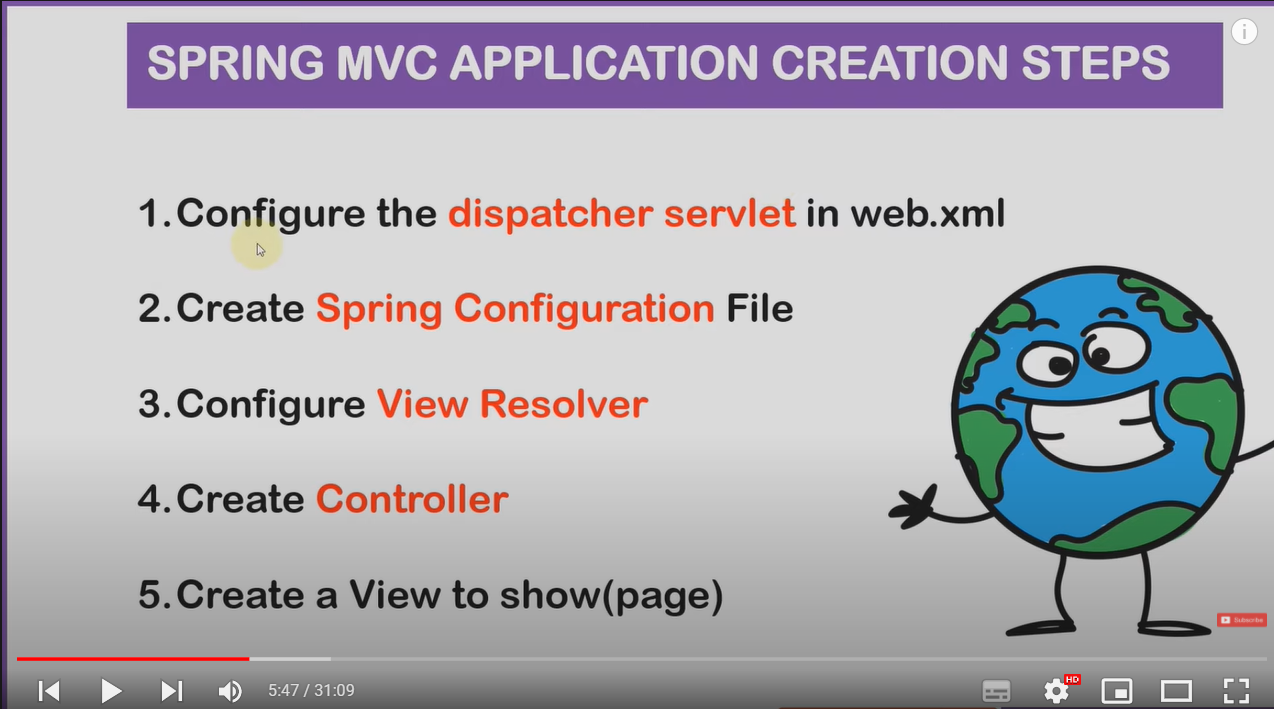 SPRING MVC APPLICATION CREATION STEPS
1. Configure the dispatcher servlet in web.xml
2. Create Spring Configuration File
3. Configure View Resolver
4. Create Controller
5. Create a View to show(page)
Subscribe
5:47 / 31:09
HD